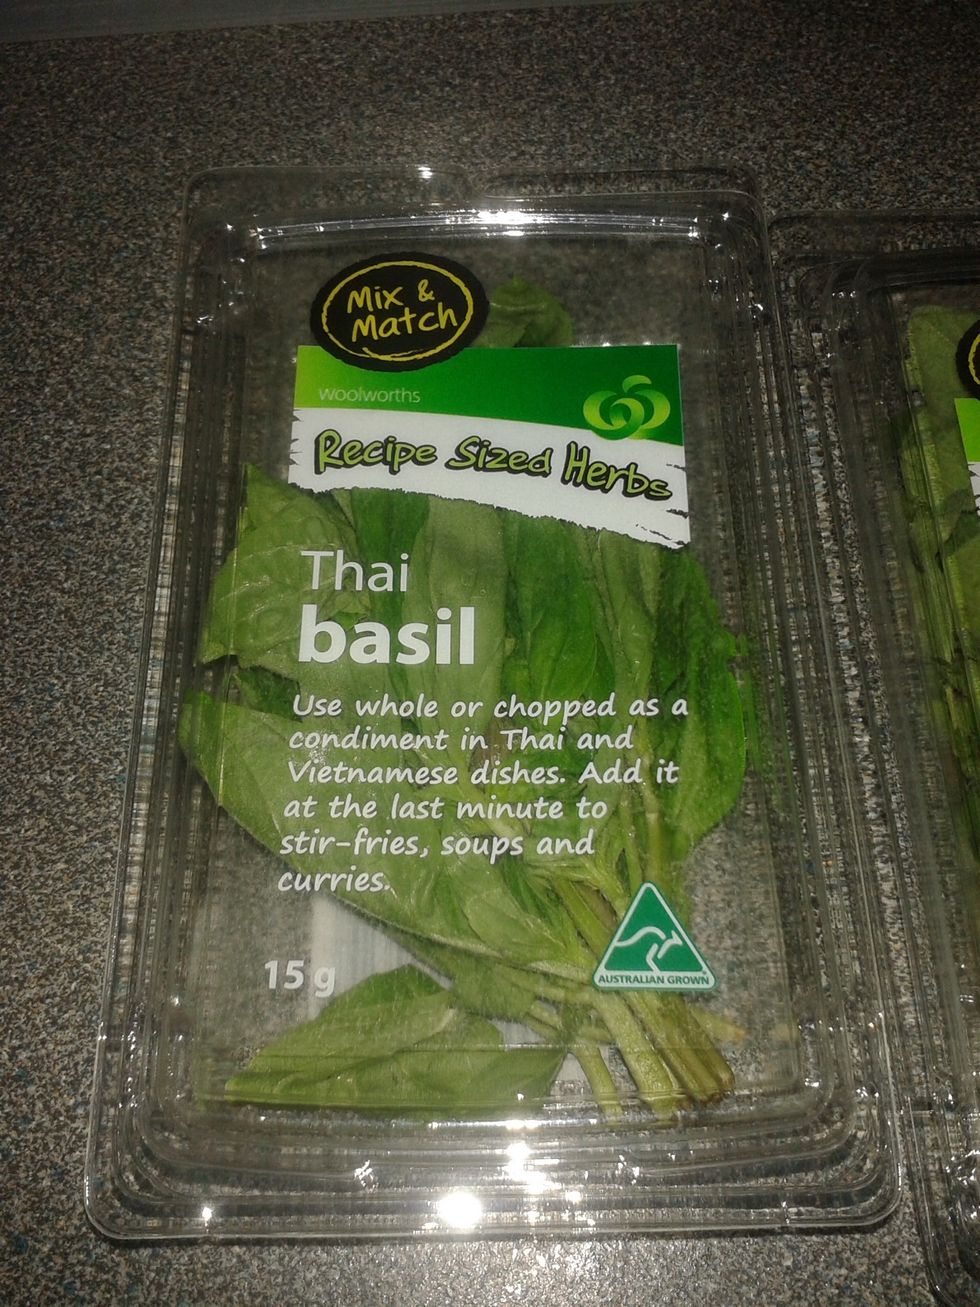 Mix &
Match
woolworths
Recipe Sized Herbs
Thai
basil
Use whole or chopped as a
condiment in Thai and
Vietnamese dishes. Add it
at the last minute to
stir-fries, soups and
curries.
15 g
AUSTRALIAN GROWN